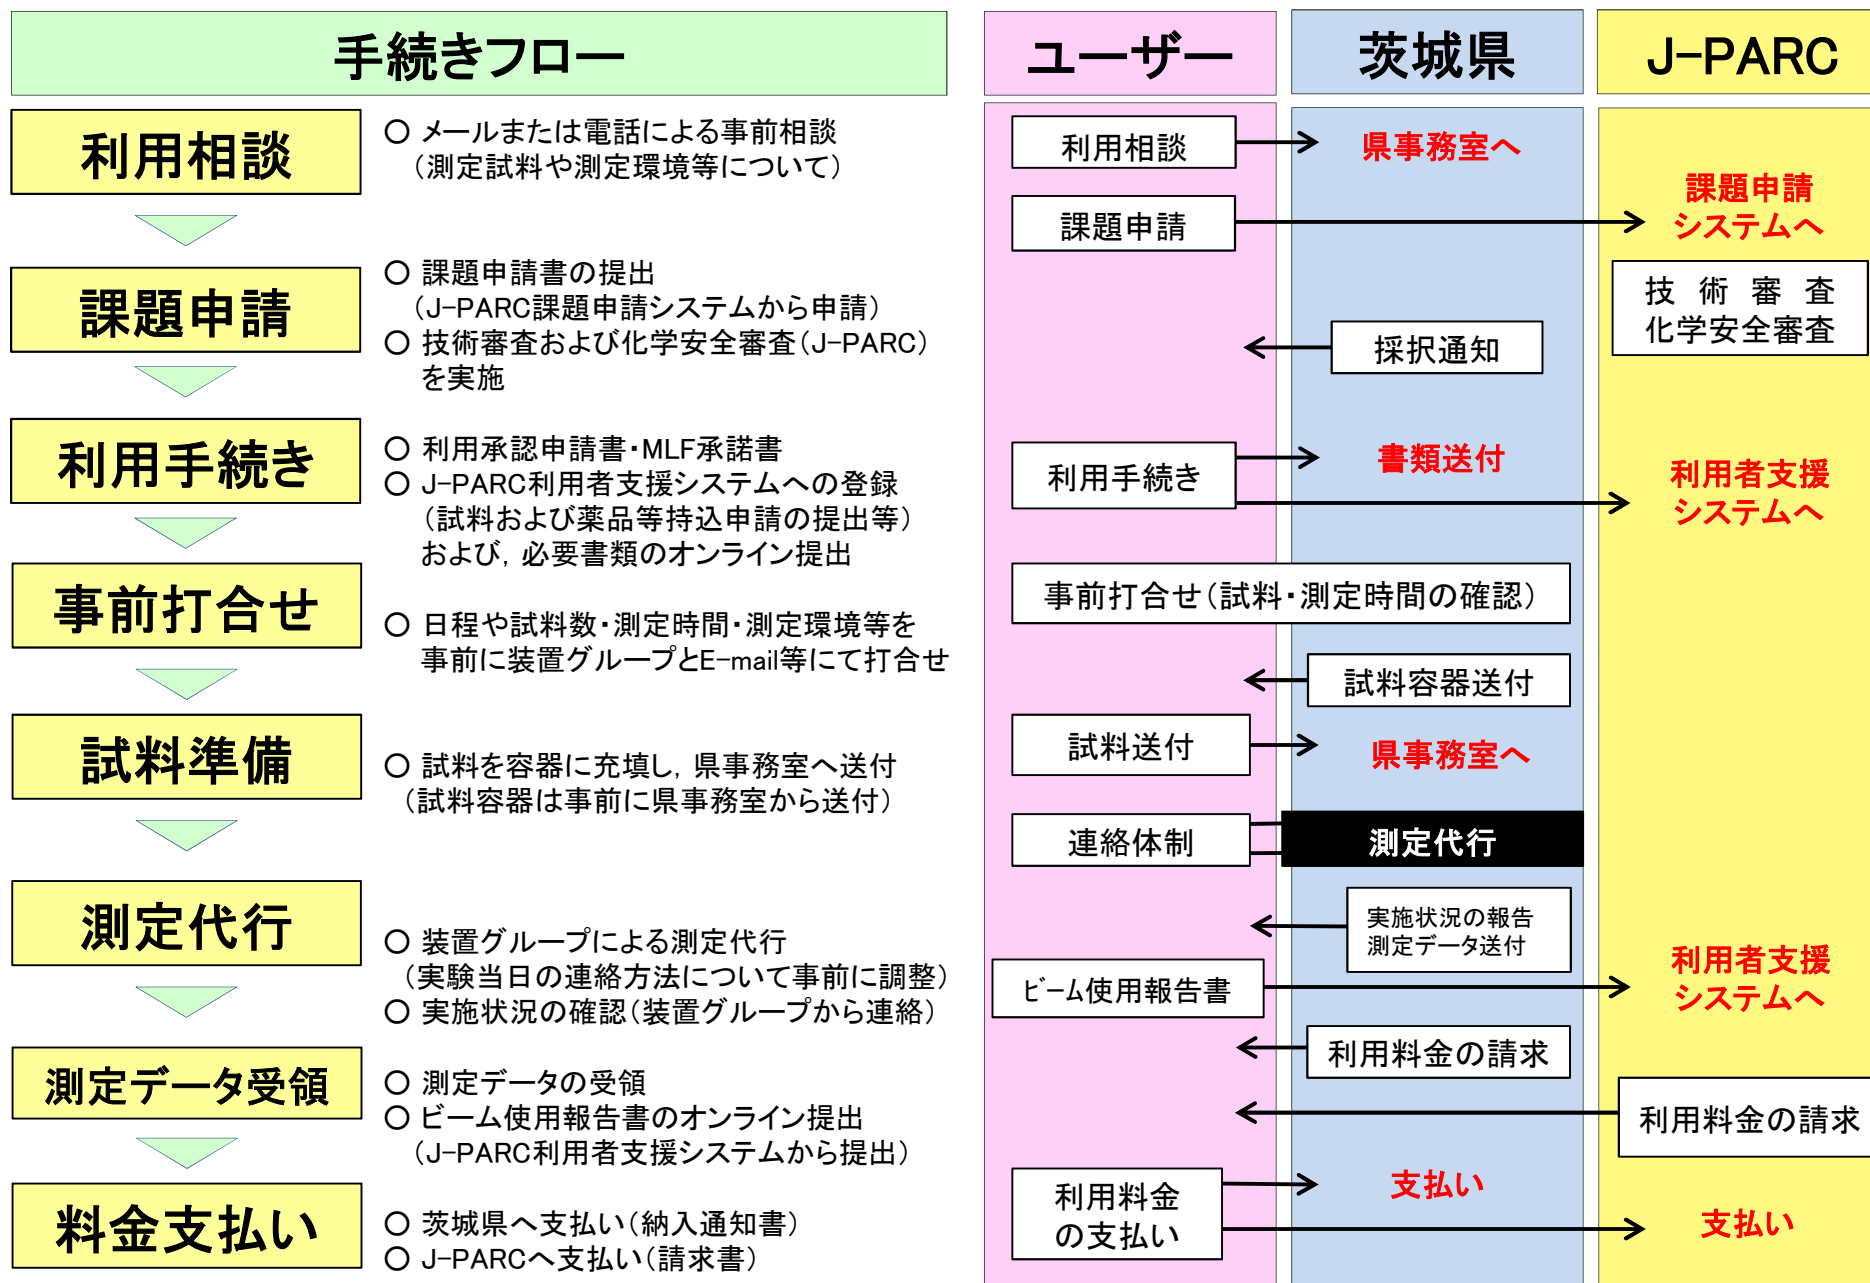 手続きフロー
利用相談
○ メールまたは電話による事前相談
（測定試料や測定環境等について）
課題申請
○ 課題申請書の提出
（J-PARC課題申請システムから申請）
○ 技術審査および化学安全審査（J-PARC）
を実施
利用手続き
○ 利用承認申請書・MLF承諾書
○ J-PARC利用者支援システムへの登録
（試料および薬品等持込申請の提出等）
および，必要書類のオンライン提出
事前打合せ
○ 日程や試料数・測定時間・測定環境等を
事前に装置グループとE-mail等にて打合せ
試料準備
○ 試料を容器に充填し，県事務室へ送付
（試料容器は事前に県事務室から送付）
測定代行
○ 装置グループによる測定代行
（実験当日の連絡方法について事前に調整）
○ 実施状況の確認（装置グループから連絡）
測定データ受領
○ 測定データの受領
○ ビーム使用報告書のオンライン提出
（J-PARC利用者支援システムから提出）
料金支払い
○ 茨城県へ支払い（納入通知書）
○ J-PARCへ支払い（請求書）
ユーザー
茨城県
J-PARC
利用相談
県事務室へ
課題申請
課題申請
システムへ
技 術 審 査
化学安全審査
採択通知
利用手続き
書類送付
利用者支援
システムへ
事前打合せ（試料・測定時間の確認）
試料容器送付
試料送付
県事務室へ
連絡体制
測定代行
実施状況の報告
測定データ送付
ﾋﾞｰﾑ使用報告書
利用者支援
システムへ
利用料金の請求
利用料金の請求
利用料金
の支払い
支払い
支払い